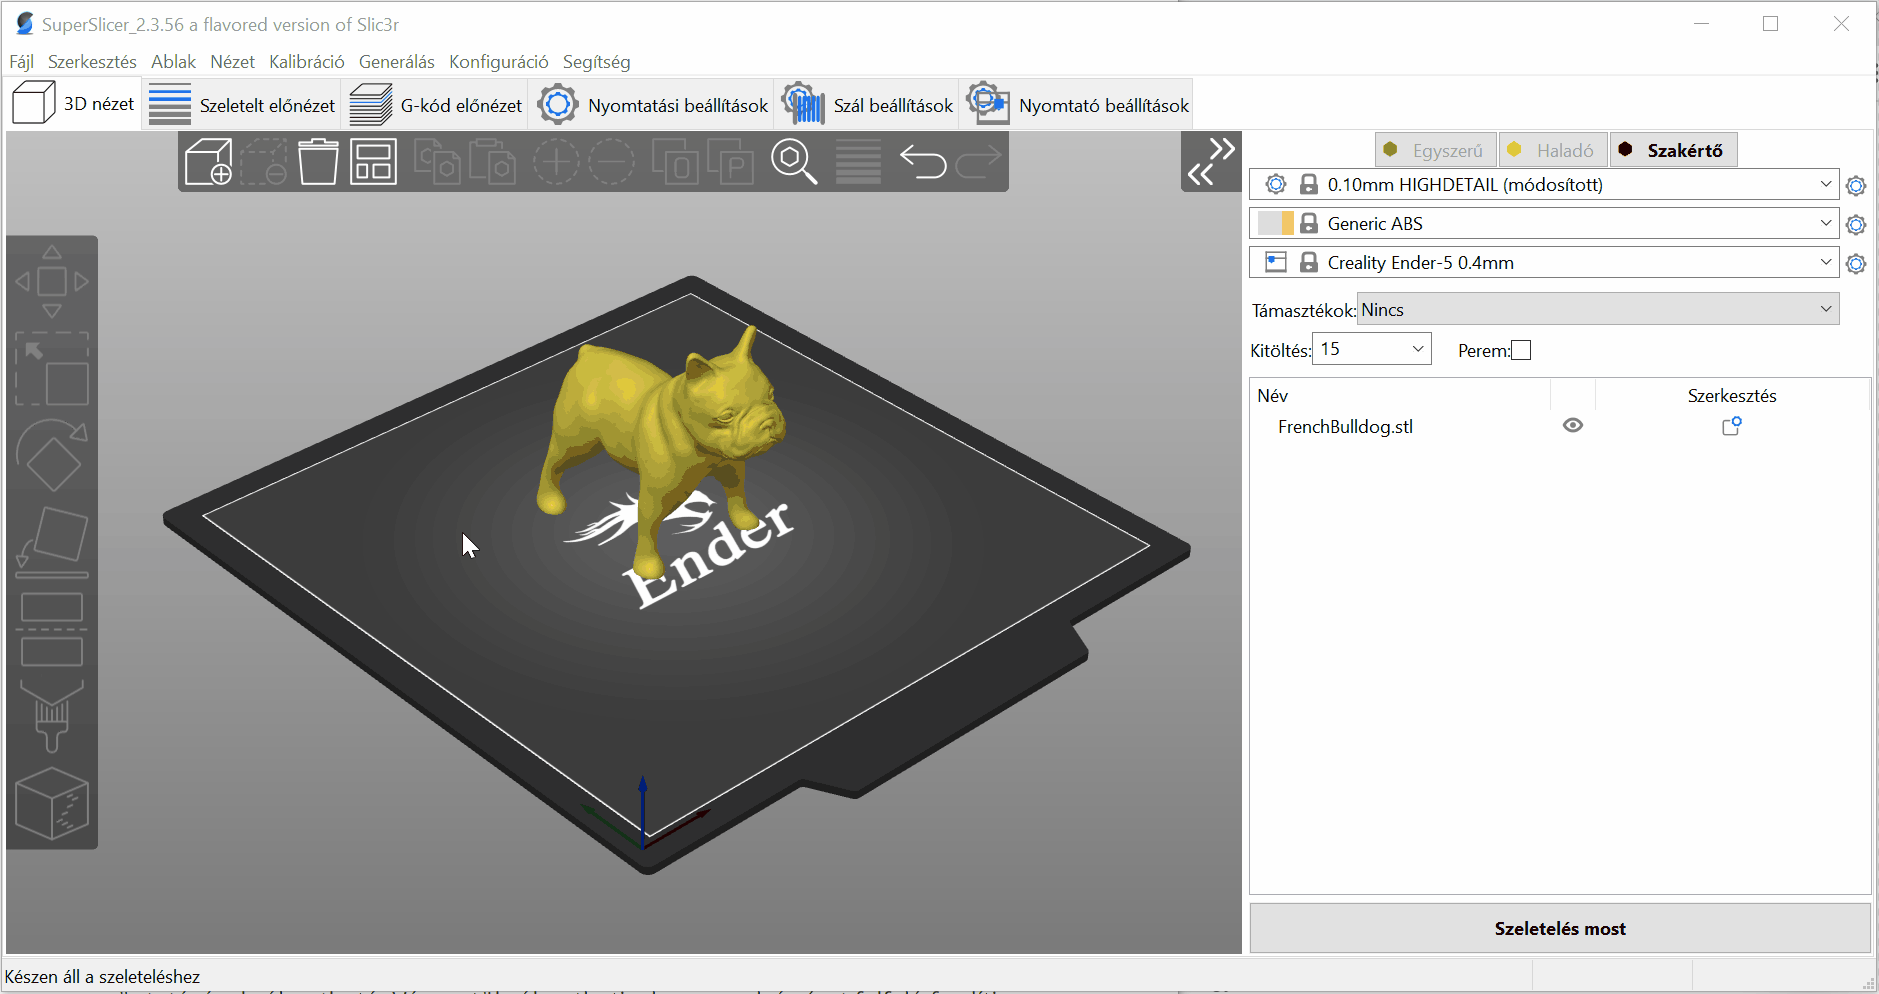 SuperSlicer_2.3.56 a flavored version of Slic3r
Fájl Szerkesztés Ablak Nézet Kalibráció Generálás Konfiguráció Segítség
3D nézet Szeletelt előnézet G-kód előnézet Nyomtatási beállítások Szál beállítások Nyomtató beállítások
Egyszerű Haladó Szakértő
0.10mm HIGHDETAIL (módosított)
Generic ABS
Creality Ender-5 0.4mm
Támasztékok: Nincs
Kitöltés: 15 Perem:
Név Szerkesztés
FrenchBulldog.stl
Ender
Szeletelés most
Készen áll a szeleteléshez